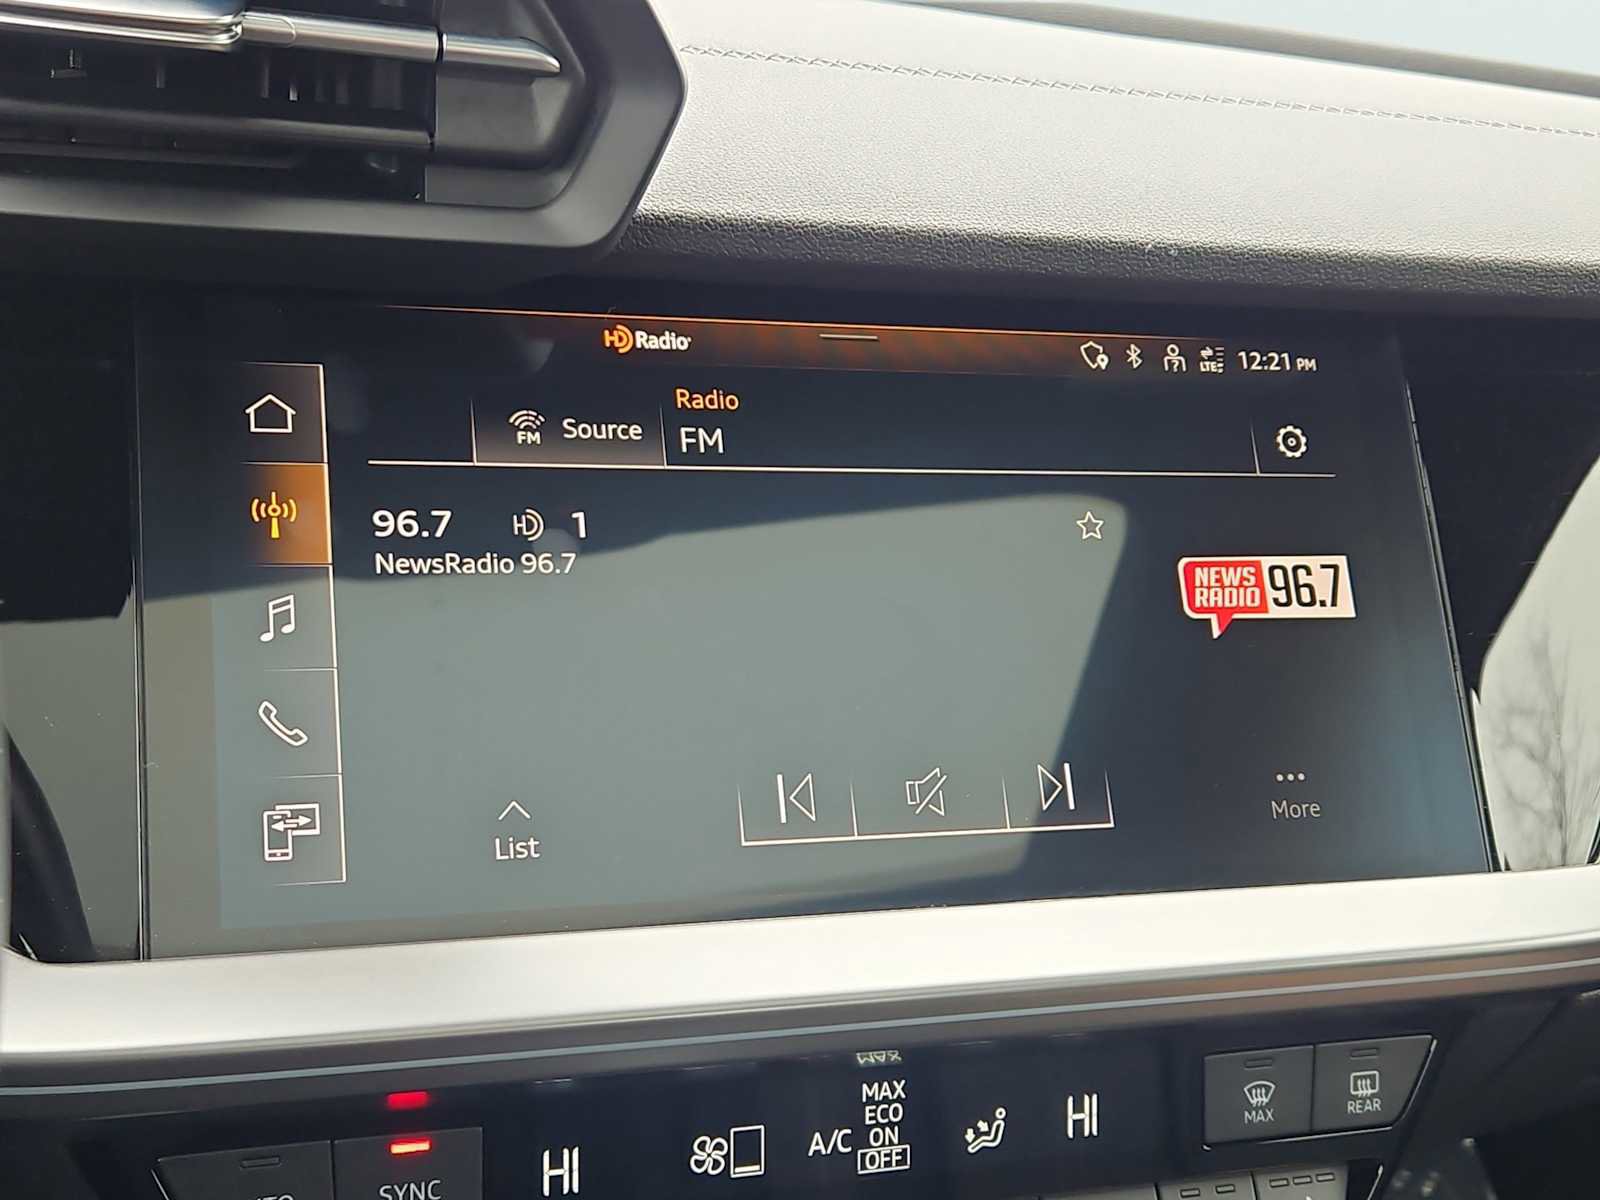 HD Radio
LTE 12:21 PM
FM Source
Radio
FM
96.7 HD 1
NewsRadio 96.7
NEWS
RADIO
96.7
List
More
MAX
ECO
A/C ON
OFF
HI
HI
SYNC
MAX
REAR